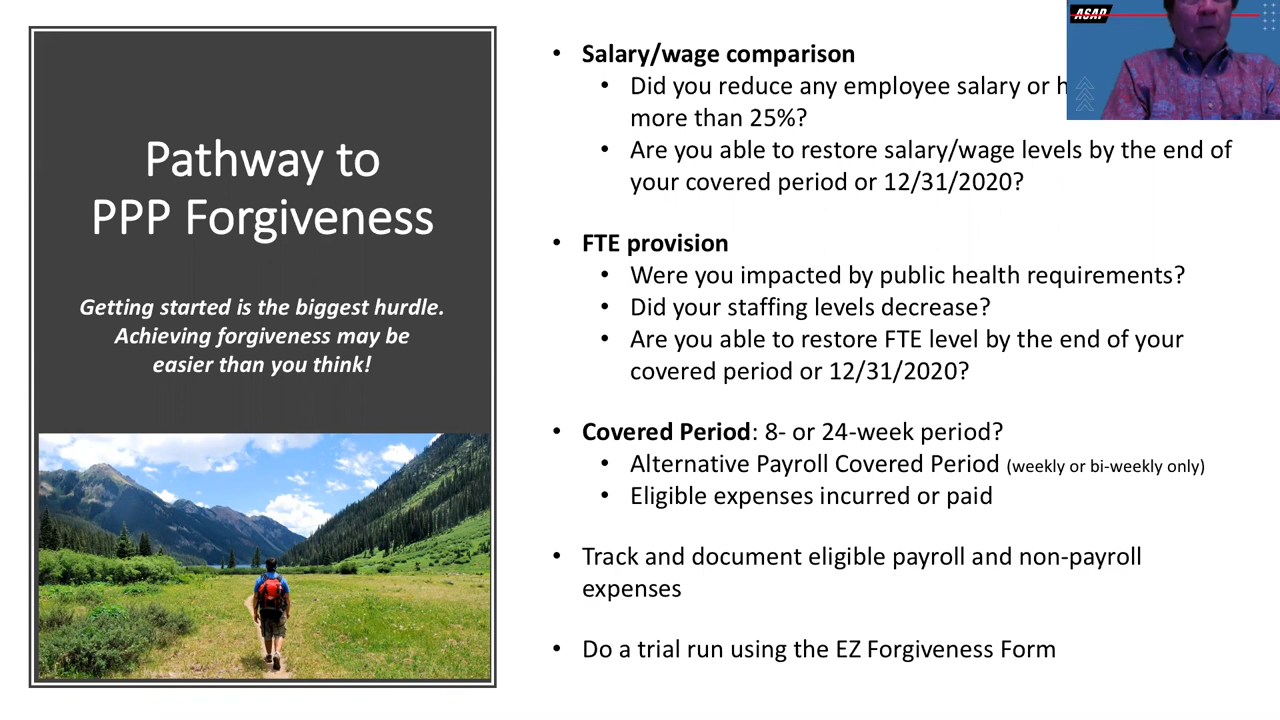 Pathway to
PPP Forgiveness
Getting started is the biggest hurdle.
Achieving forgiveness may be
easier than you think!
• Salary/wage comparison
• Did you reduce any employee salary or
more than 25%?
• Are you able to restore salary/wage levels by the end of
your covered period or 12/31/2020?
• FTE provision
• Were you impacted by public health requirements?
• Did your staffing levels decrease?
• Are you able to restore FTE level by the end of your
covered period or 12/31/2020?
• Covered Period: 8- or 24-week period?
• Alternative Payroll Covered Period (weekly or bi-weekly only)
• Eligible expenses incurred or paid
• Track and document eligible payroll and non-payroll
expenses
• Do a trial run using the EZ Forgiveness Form
ASAP